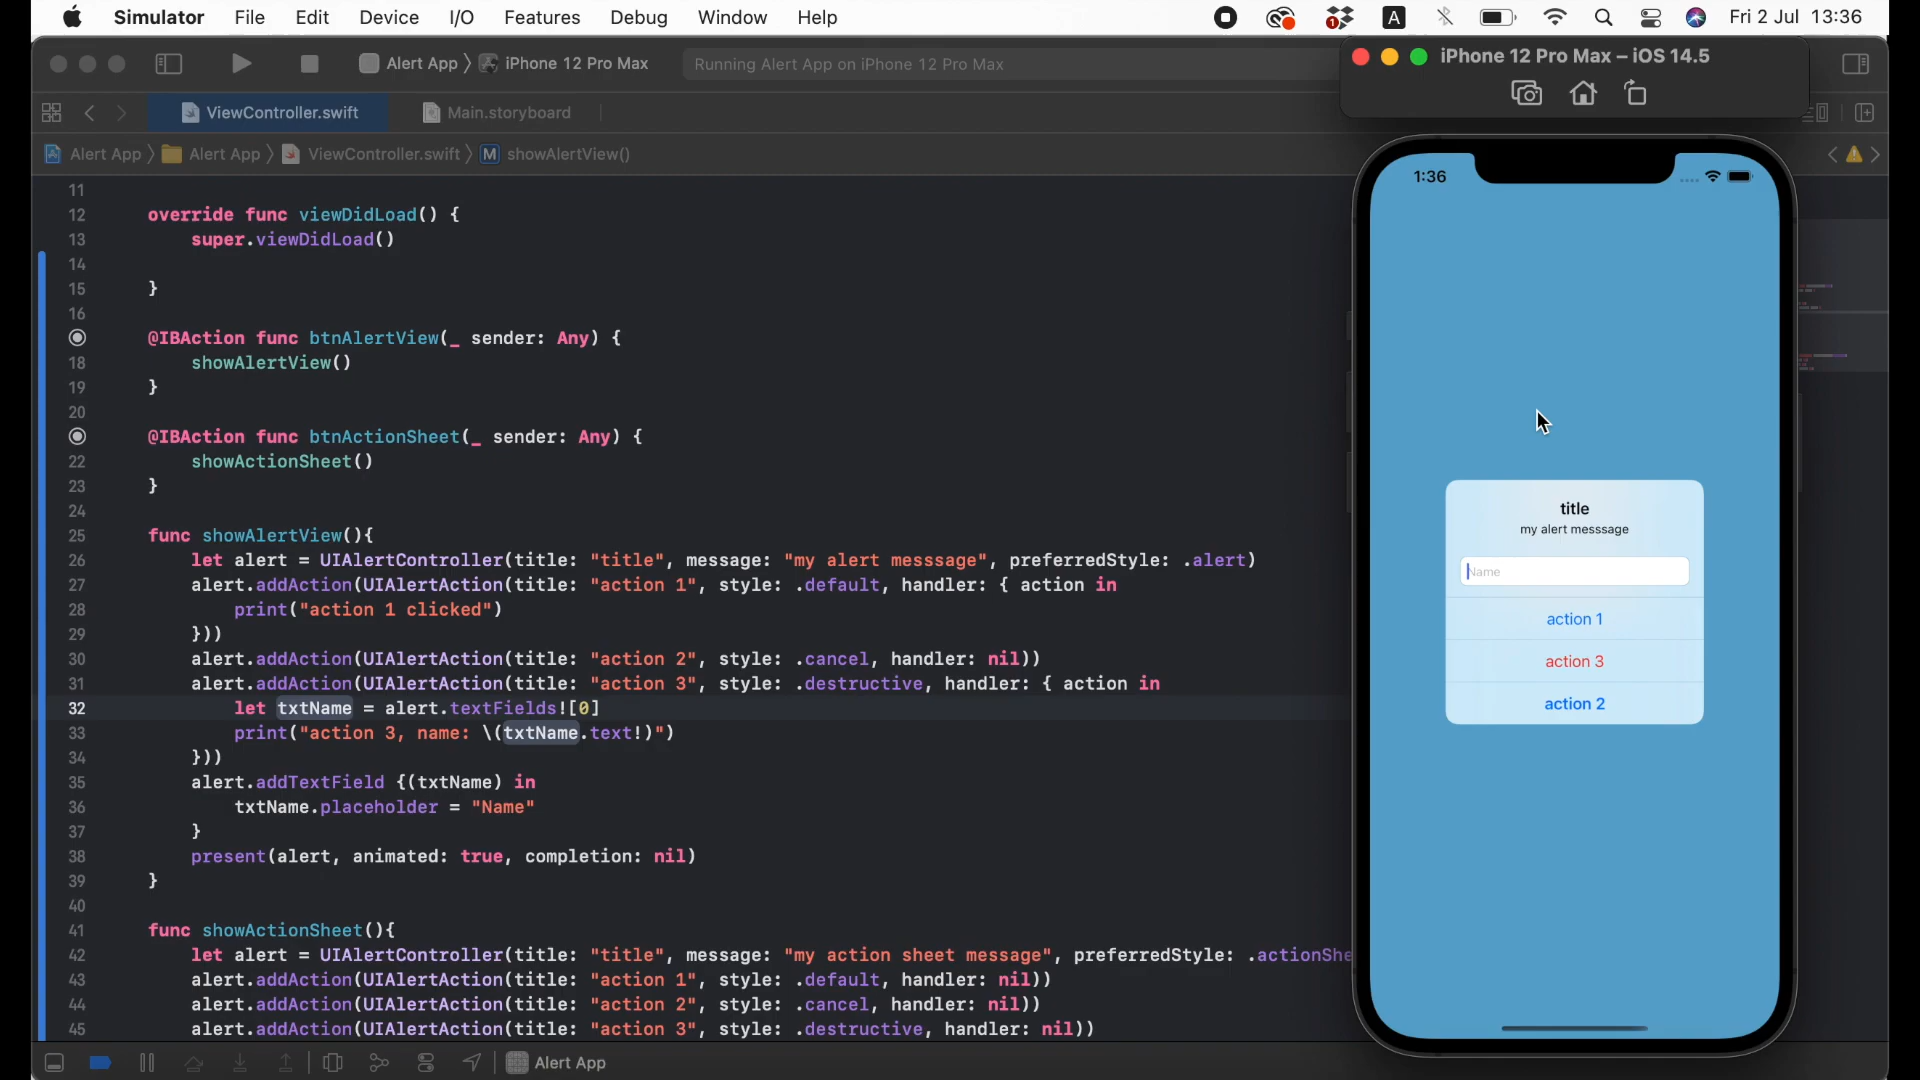 Simulator File Edit Device I/O Features Debug Window Help 1 A Fri 2 Jul 13:36
Alert App iPhone 12 Pro Max Running Alert App on iPhone 12 Pro Max iPhone 12 Pro Max – iOS 14.5
ViewController.swift Main.storyboard
Alert App Alert App ViewController.swift M showAlertView()
11
12 override func viewDidLoad() {
13 super.viewDidLoad()
14
15 }
16
@IBAction func btnAlertView(_ sender: Any) {
18 showAlertView()
19 }
20
@IBAction func btnActionSheet(_ sender: Any) {
22 showActionSheet()
23 }
24
25 func showAlertView(){
26 let alert = UIAlertController(title: "title", message: "my alert messsage", preferredStyle: .alert)
27 alert.addAction(UIAlertAction(title: "action 1", style: .default, handler: { action in
28 print("action 1 clicked")
29 }))
30 alert.addAction(UIAlertAction(title: "action 2", style: .cancel, handler: nil))
31 alert.addAction(UIAlertAction(title: "action 3", style: .destructive, handler: { action in
32 let txtName = alert.textFields![0]
33 print("action 3, name: \(txtName.text!)")
34 }))
35 alert.addTextField {(txtName) in
36 txtName.placeholder = "Name"
37 }
38 present(alert, animated: true, completion: nil)
39 }
40
41 func showActionSheet(){
42 let alert = UIAlertController(title: "title", message: "my action sheet message", preferredStyle: .actionShe
43 alert.addAction(UIAlertAction(title: "action 1", style: .default, handler: nil))
44 alert.addAction(UIAlertAction(title: "action 2", style: .cancel, handler: nil))
45 alert.addAction(UIAlertAction(title: "action 3", style: .destructive, handler: nil))
Alert App
1:36
title
my alert messsage
Name
action 1
action 3
action 2